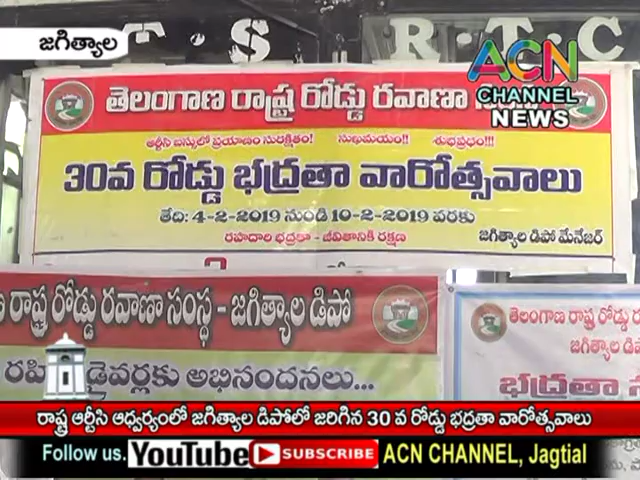 జగిత్యాల
T.S.R.T.C
ACN
CHANNEL
NEWS
తెలంగాణ రాష్ట్ర రోడ్డు రవాణా
ఆర్టీసి బస్సులో ప్రయాణం సురక్షితం! సుఖమయం!! శుభప్రదం!!!
30వ రోడ్డు భద్రతా వారోత్సవాలు
తేది: 4-2-2019 నుండి 10-2-2019 వరకు
రహదారి భద్రతా - జీవితానికి రక్షణ
జగిత్యాల డిపో మేనేజర్
రాష్ట్ర రోడ్డు రవాణా సంస్థ - జగిత్యాల డిపో
డ్రైవర్లకు అభినందనలు...
తెలంగాణ రాష్ట్ర రోడ్డు
జగిత్యాల
భద్రతా
రాష్ట్ర ఆర్టీసి ఆధ్వర్యంలో జగిత్యాల డిపోలో జరిగిన 30 వ రోడ్డు భద్రతా వారోత్సవాలు
Follow us. YouTube SUBSCRIBE ACN CHANNEL, Jagtial